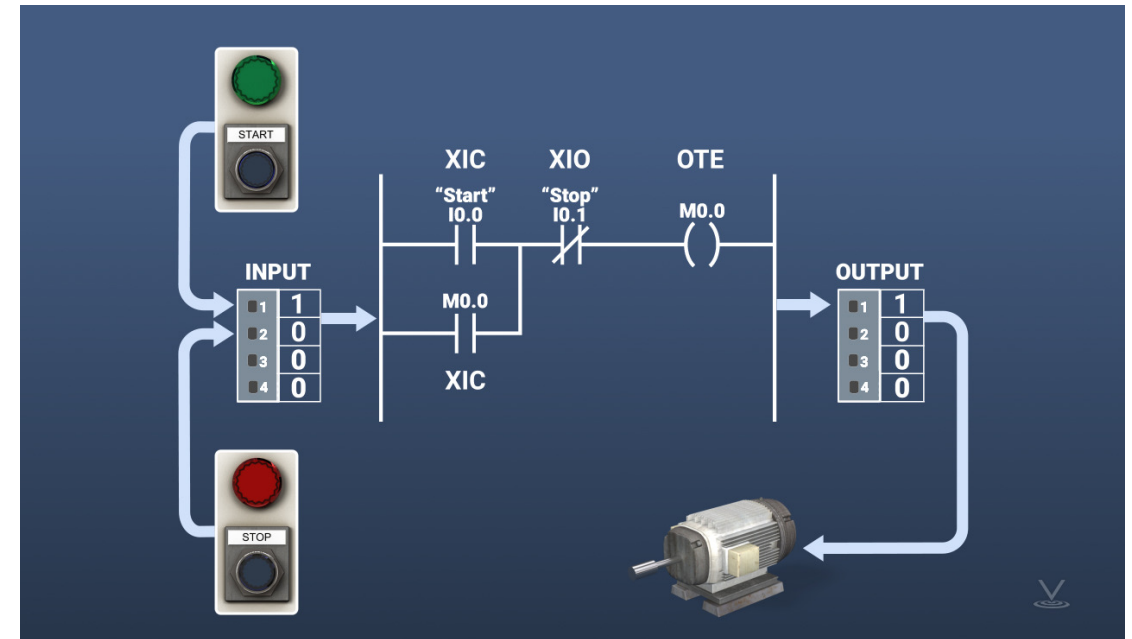 START
XIC XIO OTE
“Start” “Stop”
I0.0 I0.1 M0.0
INPUT
1 1
2 0
3 0
4 0
M0.0
XIC
OUTPUT
1 1
2 0
3 0
4 0
STOP